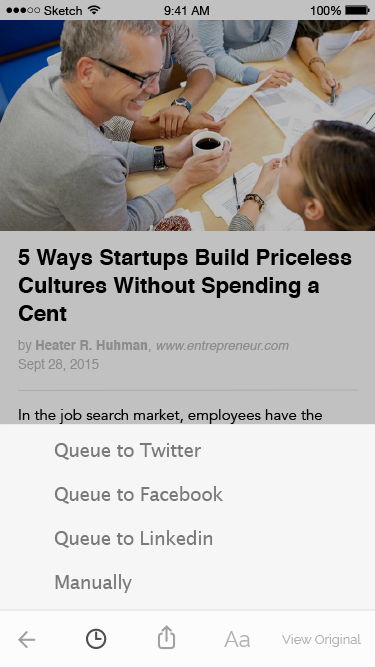 Sketch 9:41 AM 100%
5 Ways Startups Build Priceless
Cultures Without Spending a
Cent
by Heater R. Huhman, www.entrepreneur.com
Sept 28, 2015
In the job search market, employees have the
Queue to Twitter
Queue to Facebook
Queue to Linkedin
Manually
Aa View Original